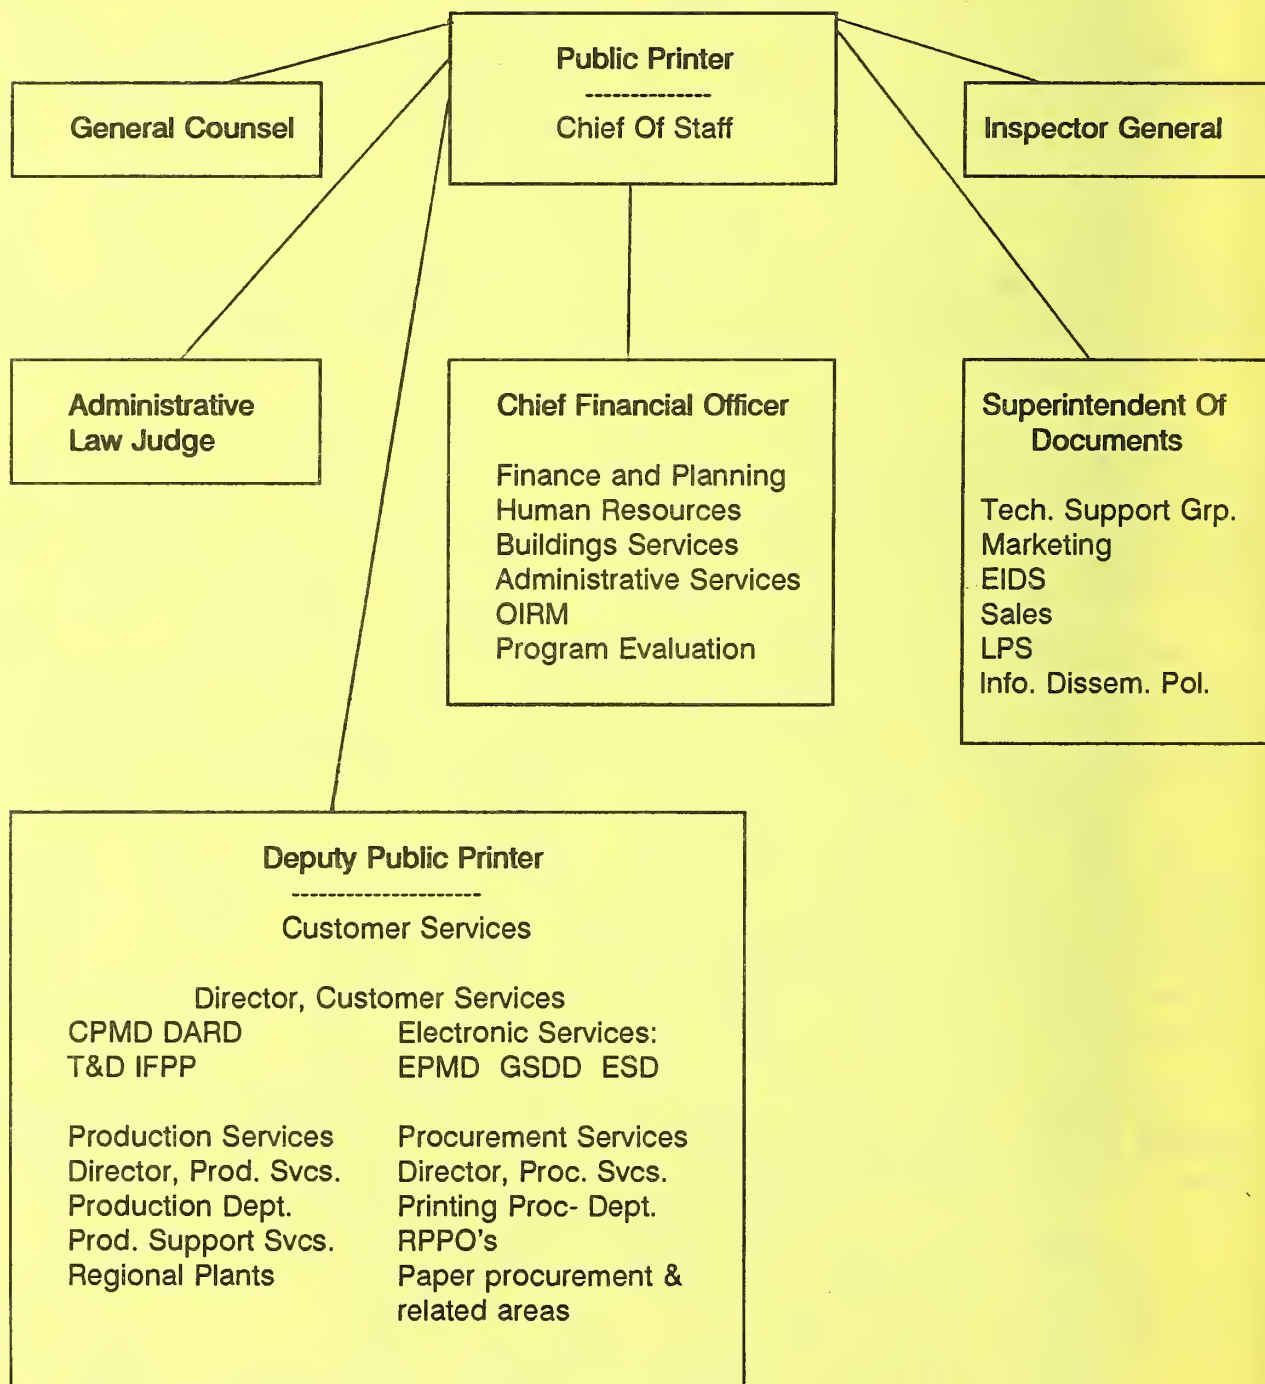 Public Printer
--------------
Chief Of Staff
General Counsel
Inspector General
Administrative
Law Judge
Chief Financial Officer
Finance and Planning
Human Resources
Buildings Services
Administrative Services
OIRM
Program Evaluation
Superintendent Of
Documents
Tech. Support Grp.
Marketing
EIDS
Sales
LPS
Info. Dissem. Pol.
Deputy Public Printer
---------------------
Customer Services
Director, Customer Services
CPMD DARD
T&D IFPP
Electronic Services:
EPMD GSDD ESD
Production Services
Director, Prod. Svcs.
Production Dept.
Prod. Support Svcs.
Regional Plants
Procurement Services
Director, Proc. Svcs.
Printing Proc- Dept.
RPPO's
Paper procurement &
related areas